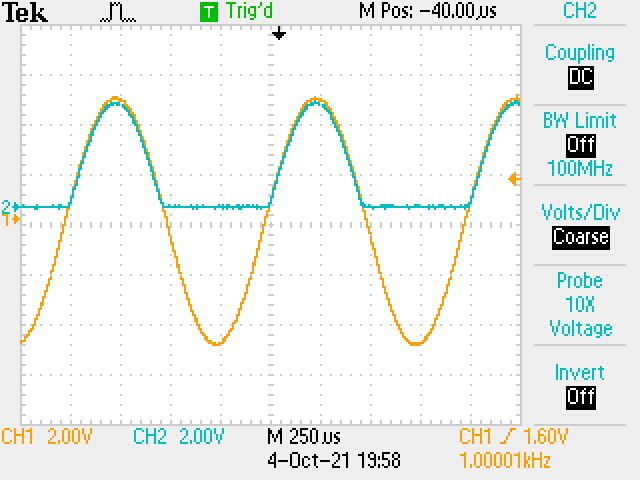 Tek T Trig'd M Pos: -40.00µs CH2
Coupling
DC
BW Limit
Off
100MHz
Volts/Div
Coarse
Probe
10X
Voltage
Invert
Off
2
1
CH1 2.00V CH2 2.00V M 250µs CH1 1.60V
4-Oct-21 19:58 1.00001kHz